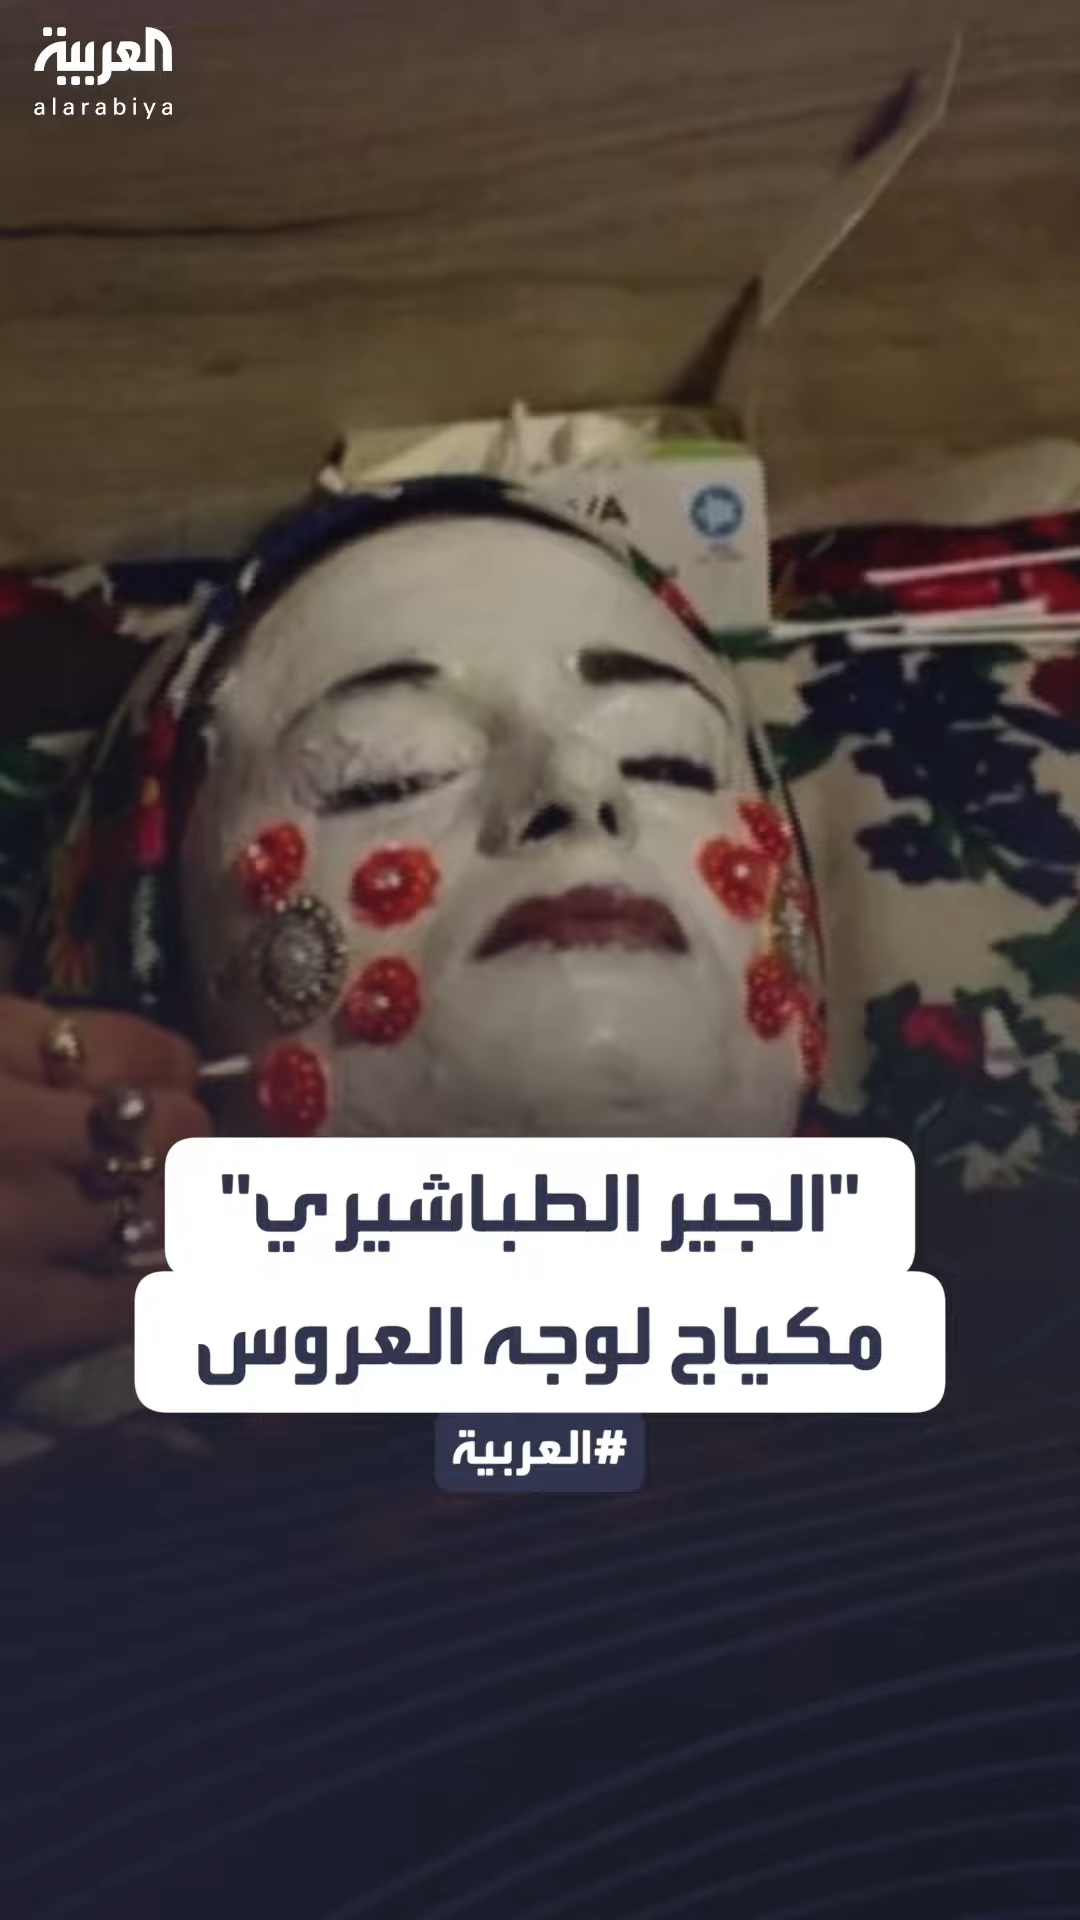 العربية
alarabiya
"الجير الطباشيري"
مكياج لوجه العروس
#العربية